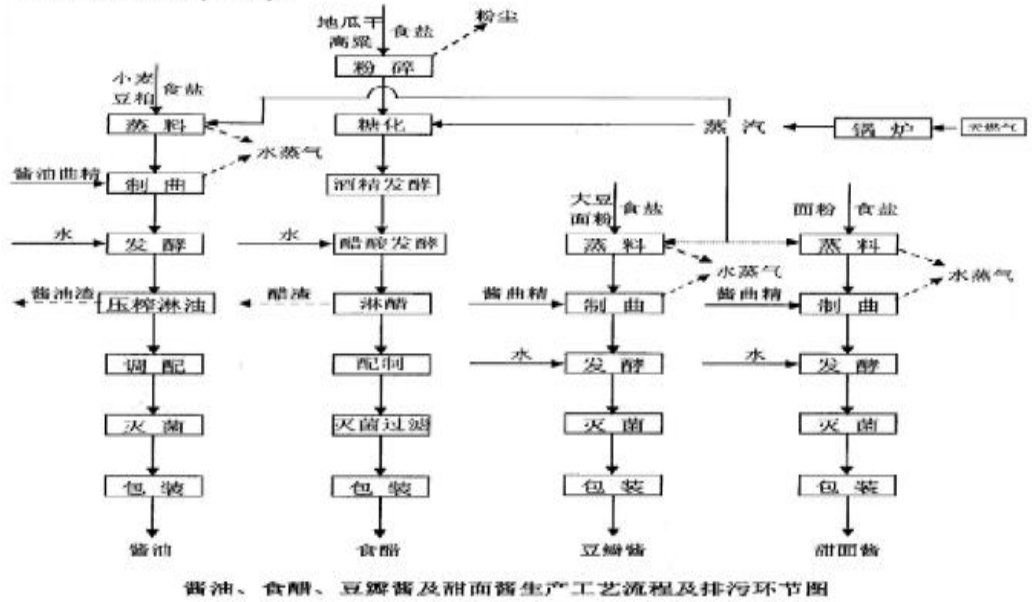 地瓜干
高粱
食盐
粉尘
粉碎
小麦
豆粕
食盐
蒸料
糖化
蒸汽
锅炉
天燃气
水蒸气
酱油曲精
制曲
酒精发酵
大豆
面粉
食盐
面粉
食盐
水
发酵
水
醋酸发酵
蒸料
蒸料
水蒸气
水蒸气
酱油渣
压榨淋油
醋渣
淋醋
酱曲精
制曲
酱曲精
制曲
调配
配制
水
发酵
水
发酵
灭菌
灭菌过滤
灭菌
灭菌
包装
包装
包装
包装
酱油
食醋
豆瓣酱
甜面酱
酱油、食醋、豆瓣酱及甜面酱生产工艺流程及排污环节图